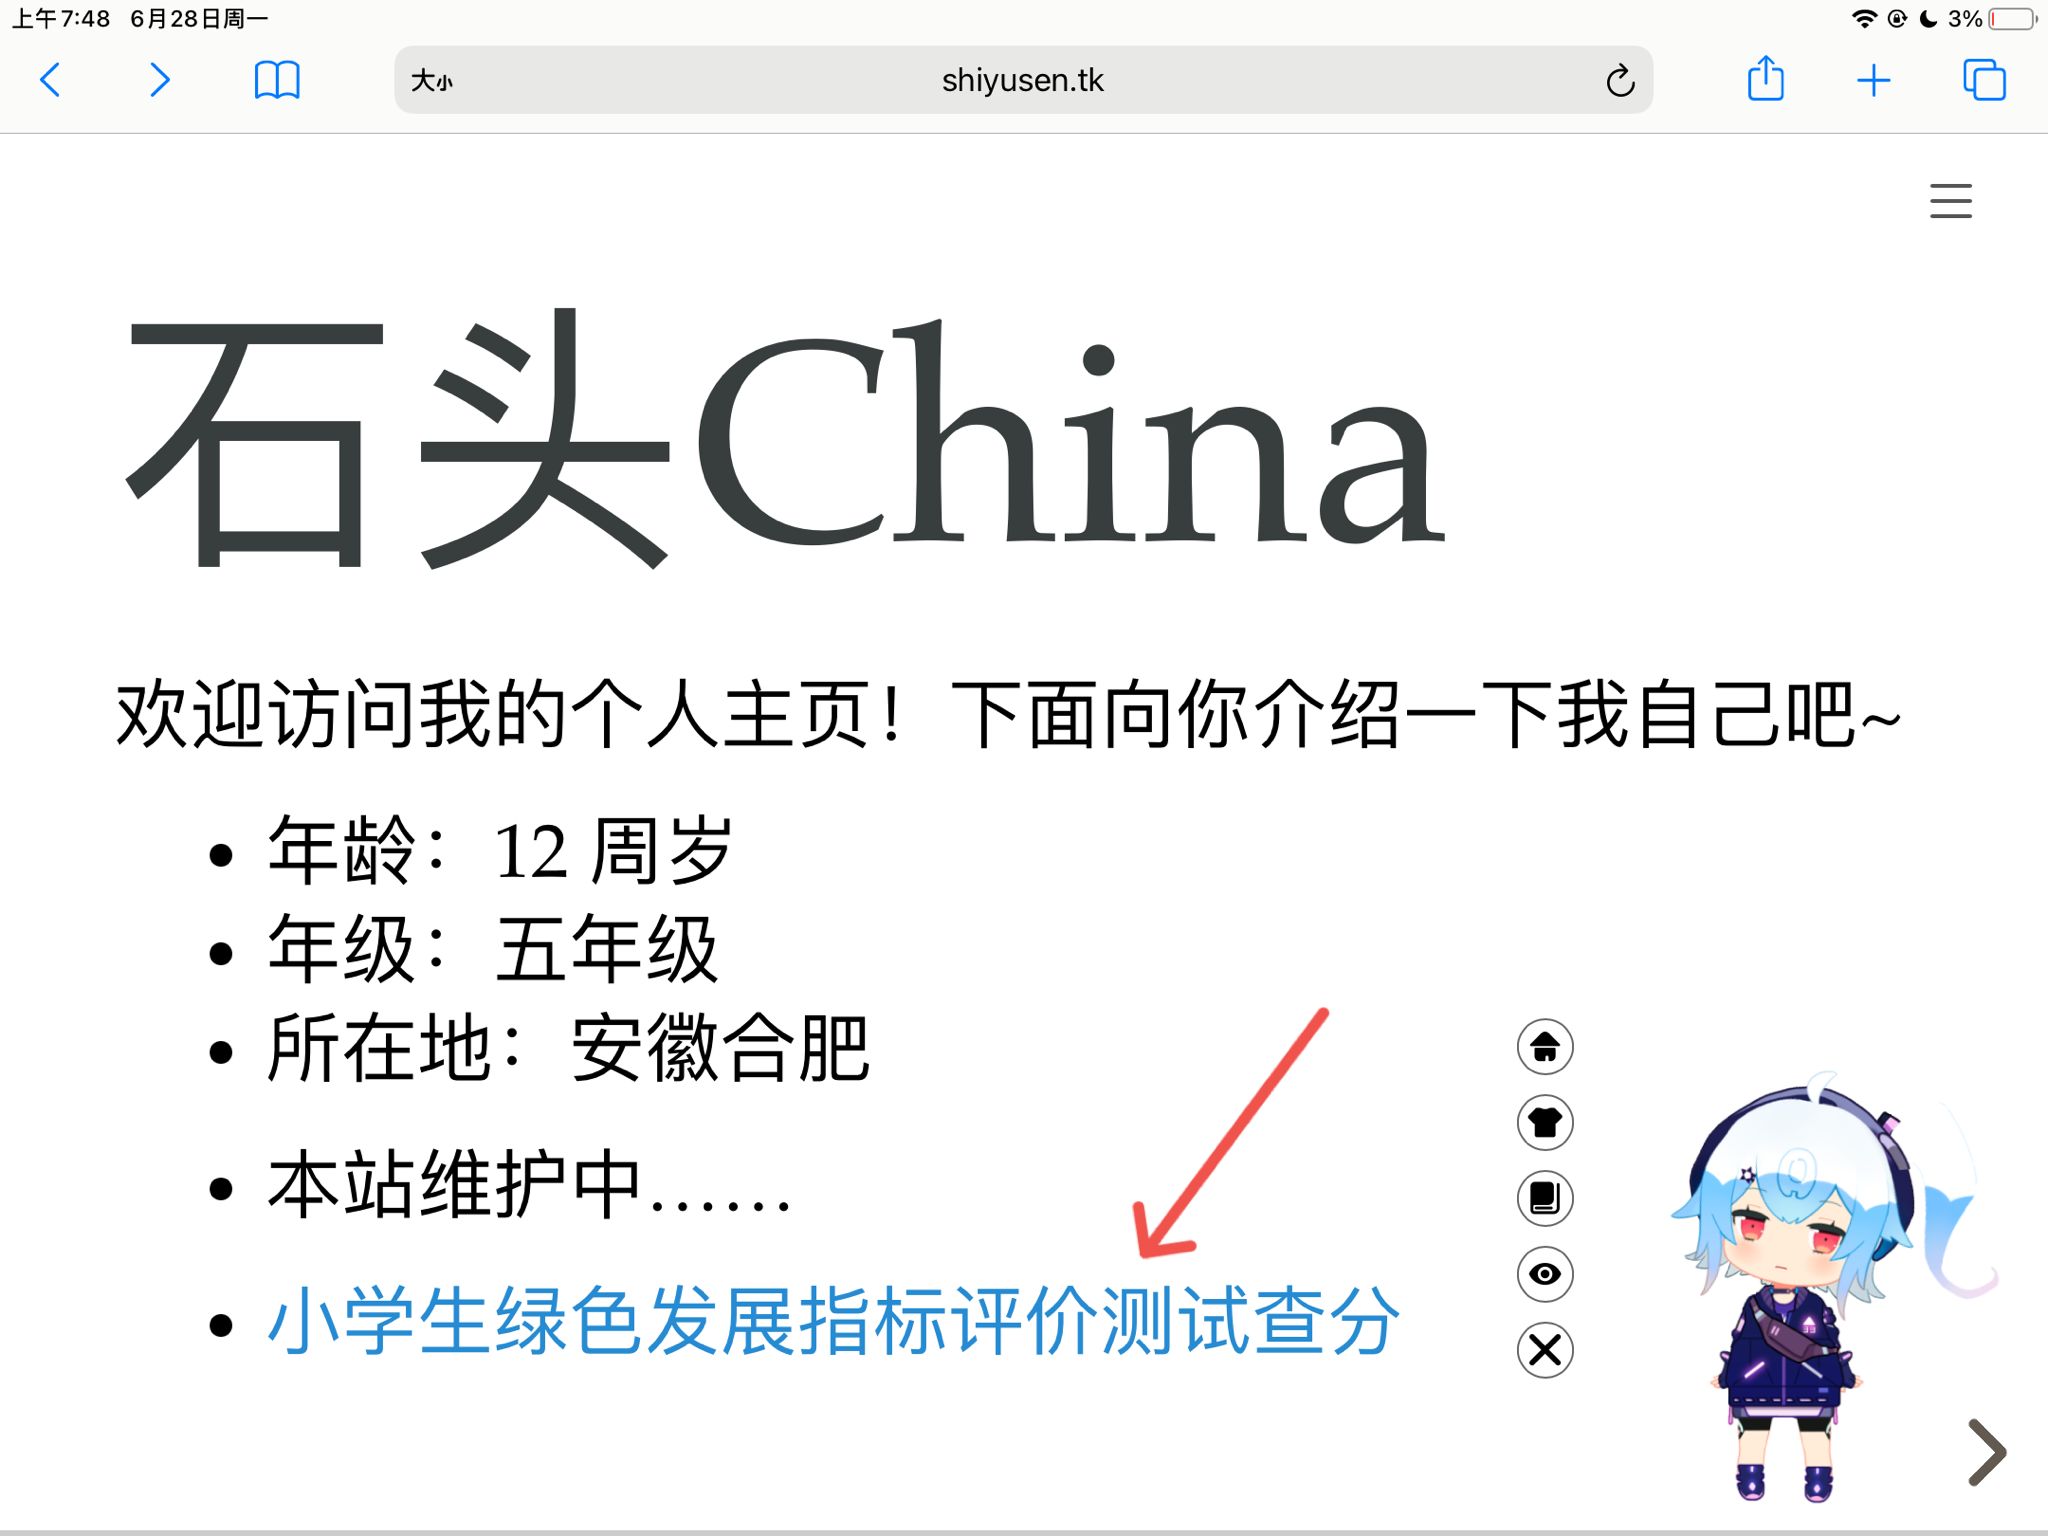 上午7:48 6月28日周一
3%
大小 shiyusen.tk
石头China
欢迎访问我的个人主页！下面向你介绍一下我自己吧~
• 年龄：12 周岁
• 年级：五年级
• 所在地：安徽合肥
• 本站维护中……
• 小学生绿色发展指标评价测试查分